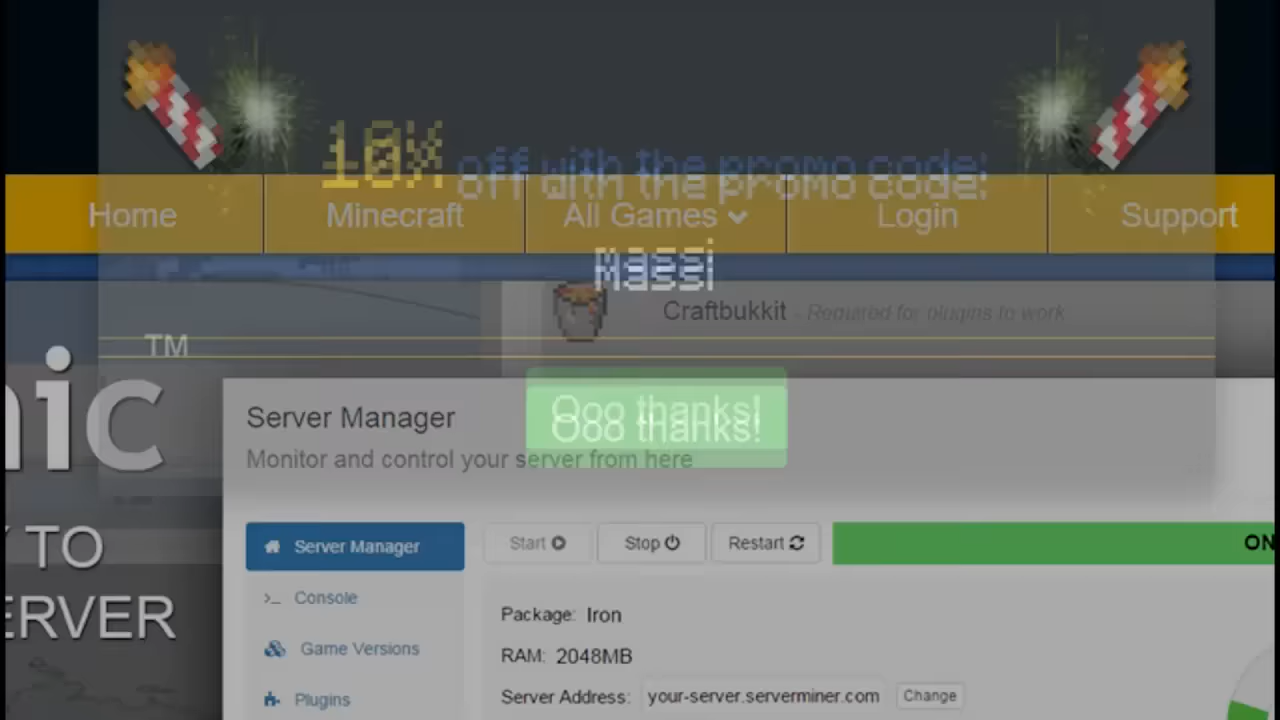 10% off with the promo code:
Home Minecraft All Games Login Support
Massi
Craftbukkit - Required for plugins to work
TM
nic
Ooo thanks!
Server Manager
Monitor and control your server from here
Y TO
ERVER
Server Manager Start Stop Restart ON
>_ Console
Game Versions
Plugins
Package: Iron
RAM: 2048MB
Server Address: your-server.serverminer.com Change